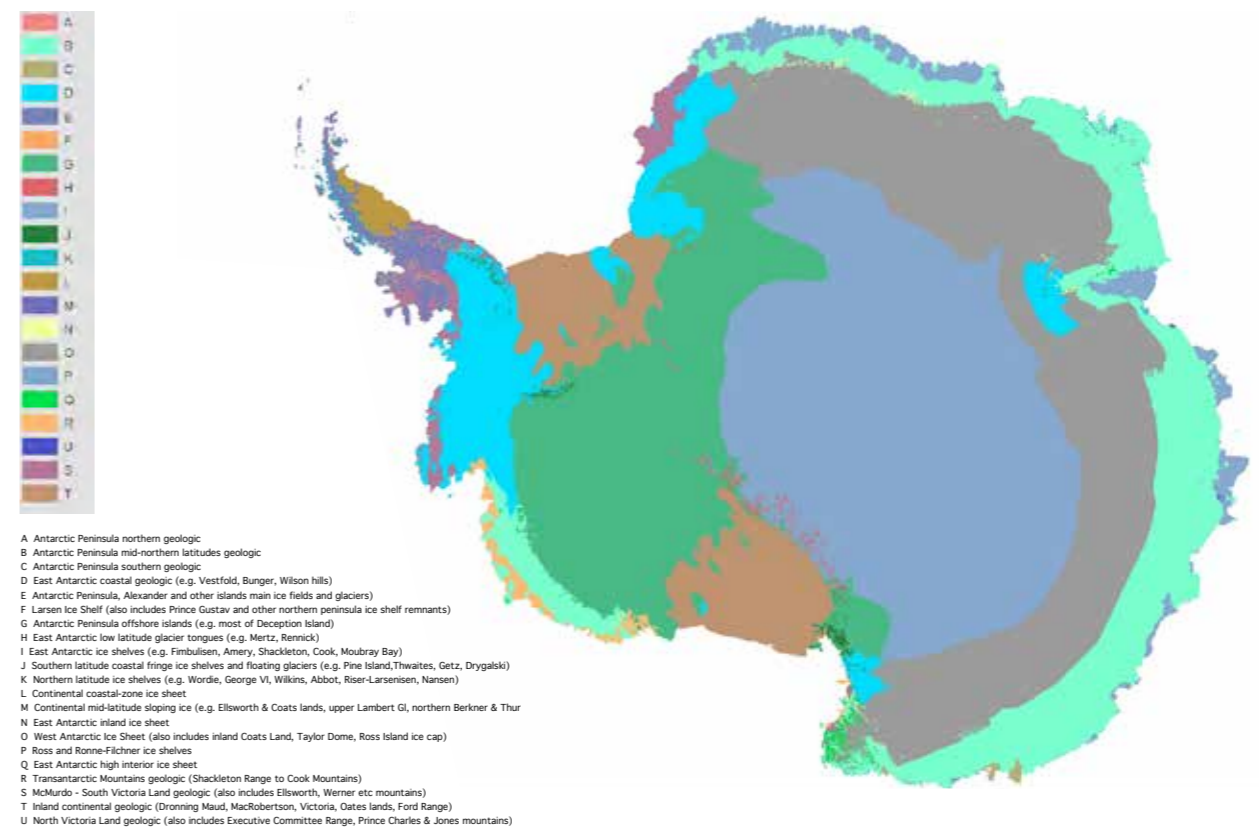 A
B
C
D
E
F
G
H
I
J
K
L
M
N
O
P
Q
R
U
S
T
A Antarctic Peninsula northern geologic
B Antarctic Peninsula mid-northern latitudes geologic
C Antarctic Peninsula southern geologic
D East Antarctic coastal geologic (e.g. Vestfold, Bunger, Wilson hills)
E Antarctic Peninsula, Alexander and other islands main ice fields and glaciers)
F Larsen Ice Shelf (also includes Prince Gustav and other northern peninsula ice shelf remnants)
G Antarctic Peninsula offshore islands (e.g. most of Deception Island)
H East Antarctic low latitude glacier tongues (e.g. Mertz, Rennick)
I East Antarctic ice shelves (e.g. Fimbulisen, Amery, Shackleton, Cook, Moubray Bay)
J Southern latitude coastal fringe ice shelves and floating glaciers (e.g. Pine Island,Thwaites, Getz, Drygalski)
K Northern latitude ice shelves (e.g. Wordie, George VI, Wilkins, Abbot, Riser-Larsenisen, Nansen)
L Continental coastal-zone ice sheet
M Continental mid-latitude sloping ice (e.g. Ellsworth & Coats lands, upper Lambert Gl, northern Berkner & Thur
N East Antarctic inland ice sheet
O West Antarctic Ice Sheet (also includes inland Coats Land, Taylor Dome, Ross Island ice cap)
P Ross and Ronne-Filchner ice shelves
Q East Antarctic high interior ice sheet
R Transantarctic Mountains geologic (Shackleton Range to Cook Mountains)
S McMurdo - South Victoria Land geologic (also includes Ellsworth, Werner etc mountains)
T Inland continental geologic (Dronning Maud, MacRobertson, Victoria, Oates lands, Ford Range)
U North Victoria Land geologic (also includes Executive Committee Range, Prince Charles & Jones mountains)